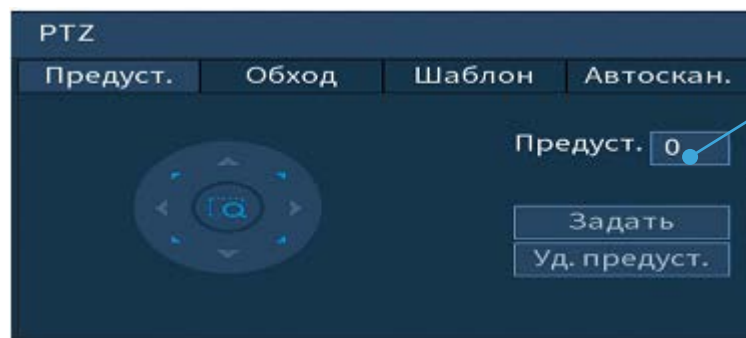 PTZ
Предуст. Обход Шаблон Автоскан.
Предуст. 0
Задать
Уд. предуст.